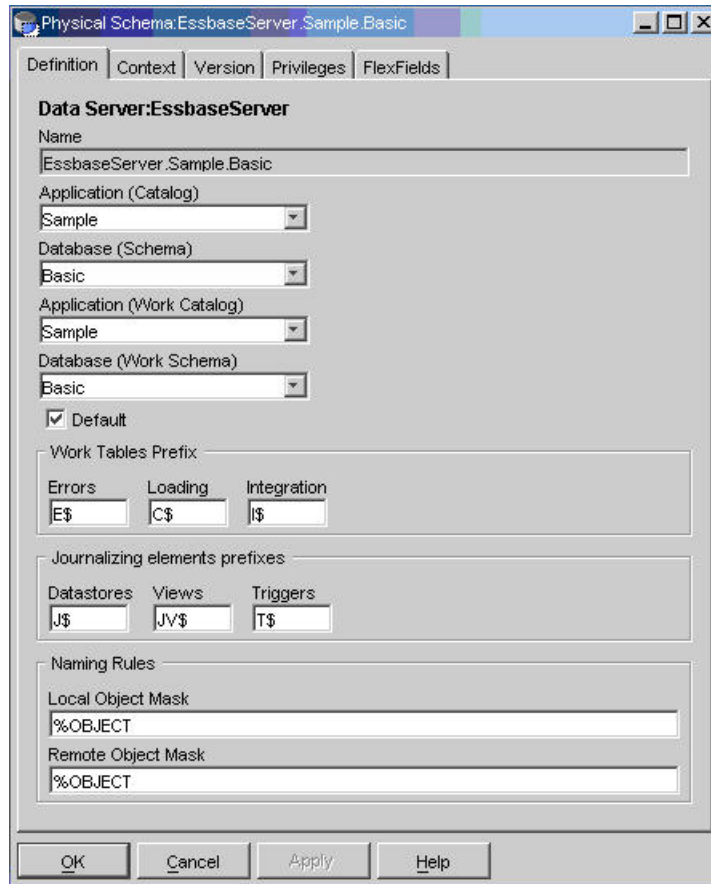 Physical Schema:EssbaseServer.Sample.Basic
Definition Context Version Privileges FlexFields
Data Server:EssbaseServer
Name
EssbaseServer.Sample.Basic
Application (Catalog)
Sample
Database (Schema)
Basic
Application (Work Catalog)
Sample
Database (Work Schema)
Basic
Default
Work Tables Prefix
Errors Loading Integration
E$ C$ I$
Journalizing elements prefixes
Datastores Views Triggers
J$ JV$ T$
Naming Rules
Local Object Mask
%OBJECT
Remote Object Mask
%OBJECT
OK Cancel Apply Help